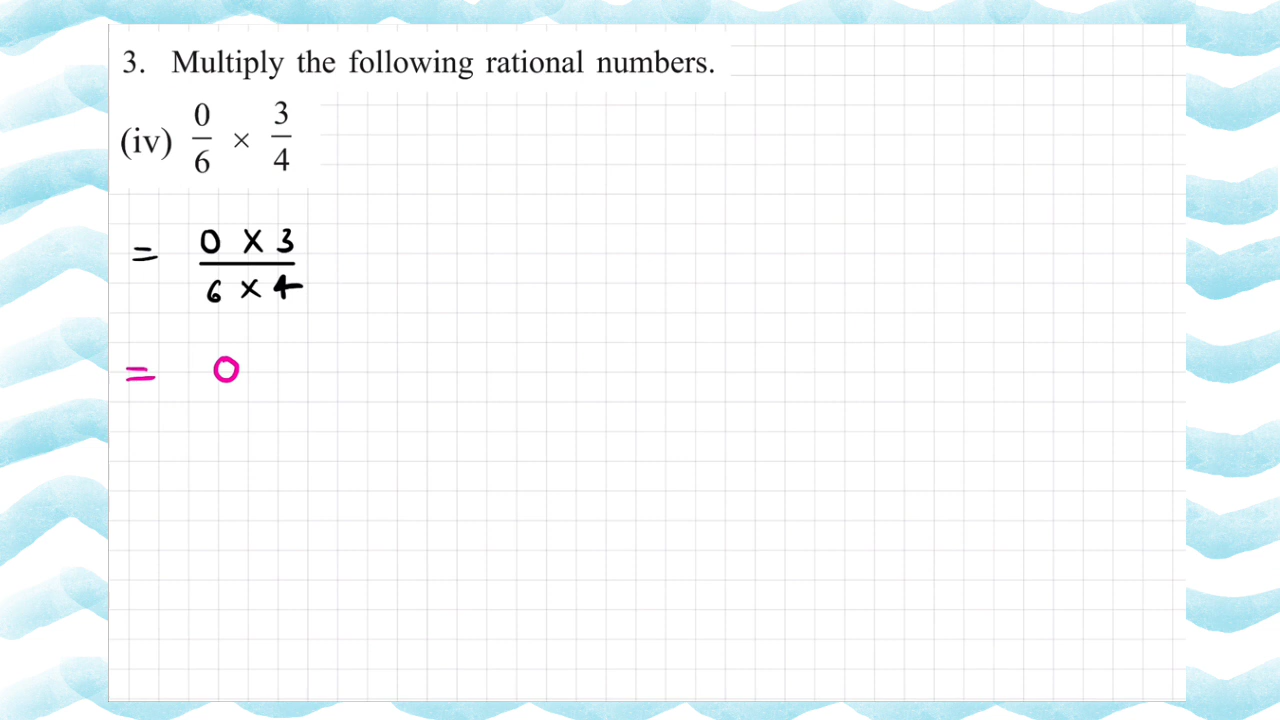 3. Multiply the following rational numbers.
(iv) 0/6 × 3/4
= 0 × 3 / 6 × 4
= 0